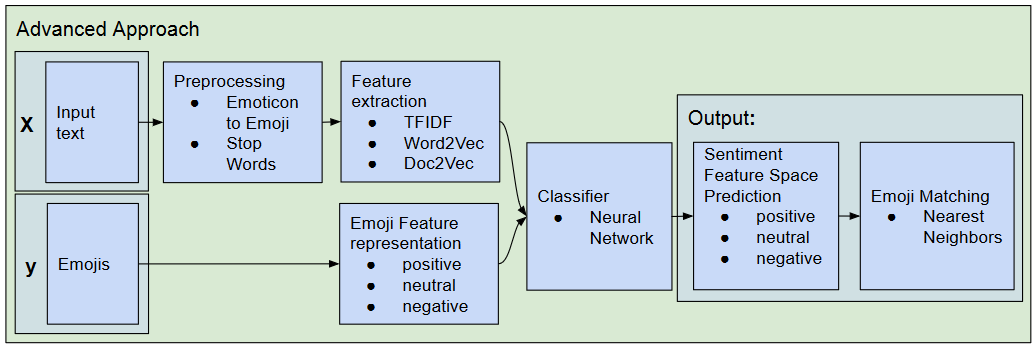 Advanced Approach
X
Input
text
Preprocessing
● Emoticon
to Emoji
● Stop
Words
Feature
extraction
● TFIDF
● Word2Vec
● Doc2Vec
y
Emojis
Emoji Feature
representation
● positive
● neutral
● negative
Classifier
● Neural
Network
Output:
Sentiment
Feature Space
Prediction
● positive
● neutral
● negative
Emoji Matching
● Nearest
Neighbors